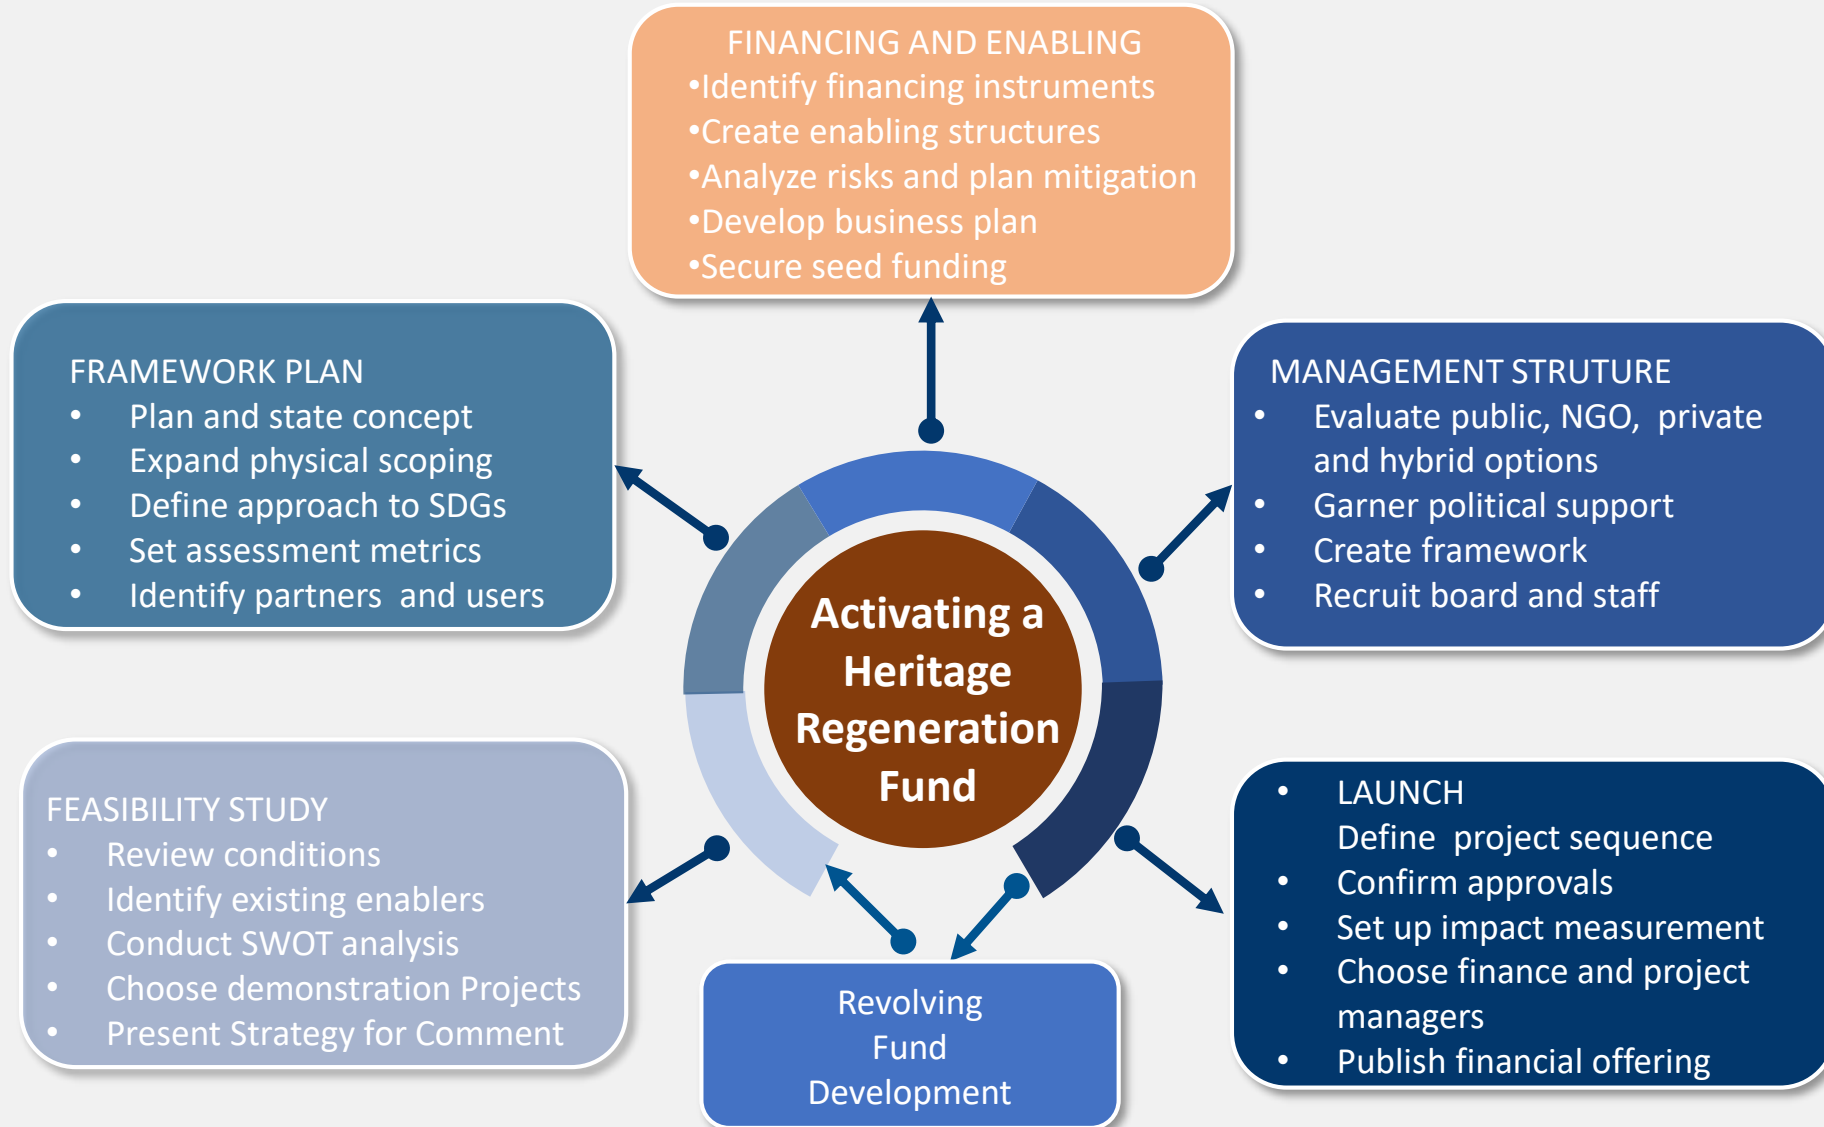 FINANCING AND ENABLING
•Identify financing instruments
•Create enabling structures
•Analyze risks and plan mitigation
•Develop business plan
•Secure seed funding
FRAMEWORK PLAN
• Plan and state concept
• Expand physical scoping
• Define approach to SDGs
• Set assessment metrics
• Identify partners  and users
MANAGEMENT STRUTURE
• Evaluate public, NGO,  private
and hybrid options
• Garner political support
• Create framework
• Recruit board and staff
Activating a
Heritage
Regeneration
Fund
FEASIBILITY STUDY
• Review conditions
• Identify existing enablers
• Conduct SWOT analysis
• Choose demonstration Projects
• Present Strategy for Comment
• LAUNCH
Define  project sequence
• Confirm approvals
• Set up impact measurement
• Choose finance and project
managers
• Publish financial offering
Revolving
Fund
Development